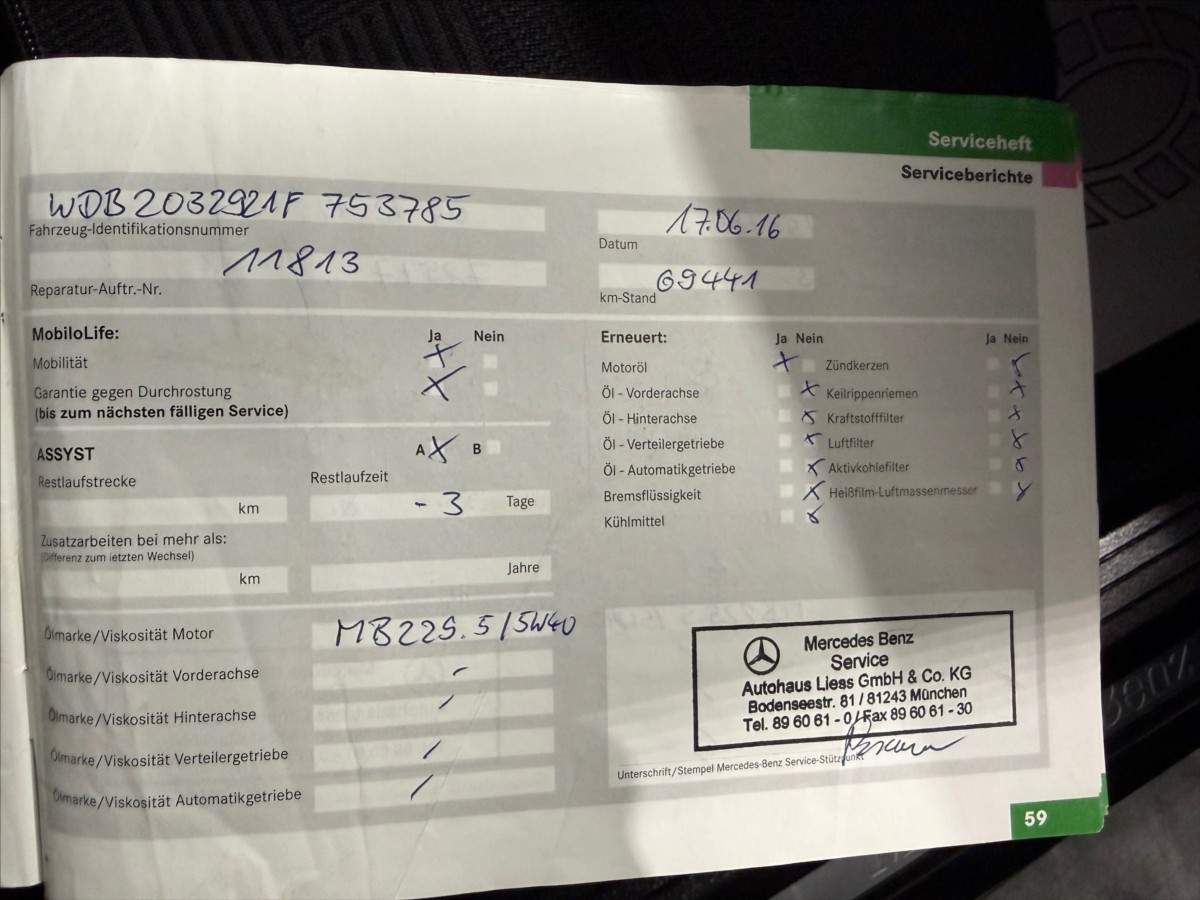 Serviceheft
Serviceberichte
WDB2032921F 753785
Fahrzeug-Identifikationsnummer
17.06.16
Datum
11813
Reparatur-Auftr.-Nr.
69441
km-Stand
MobiloLife:
Ja Nein
Mobilität X
Garantie gegen Durchrostung X
(bis zum nächsten fälligen Service)
ASSYST A X B
Restlaufstrecke Restlaufzeit
km - 3 Tage
Zusatzarbeiten bei mehr als:
(Differenz zum letzten Wechsel)
km Jahre
Erneuert: Ja Nein Ja Nein
Motoröl X Zündkerzen X
Öl - Vorderachse X Keilrippenriemen X
Öl - Hinterachse X Kraftstofffilter X
Öl - Verteilergetriebe X Luftfilter X
Öl - Automatikgetriebe X Aktivkohlefilter X
Bremsflüssigkeit X Heißfilm-Luftmassenmesser X
Kühlmittel X
Ölmarke/Viskosität Motor MB229.5/5W40
Ölmarke/Viskosität Vorderachse -
Ölmarke/Viskosität Hinterachse /
Ölmarke/Viskosität Verteilergetriebe /
Ölmarke/Viskosität Automatikgetriebe /
Mercedes Benz
Service
Autohaus Liess GmbH & Co. KG
Bodenseestr. 81 / 81243 München
Tel. 89 60 61 - 0 / Fax 89 60 61 - 30
Unterschrift/Stempel Mercedes-Benz Service-Stützpunkt
59
Benz